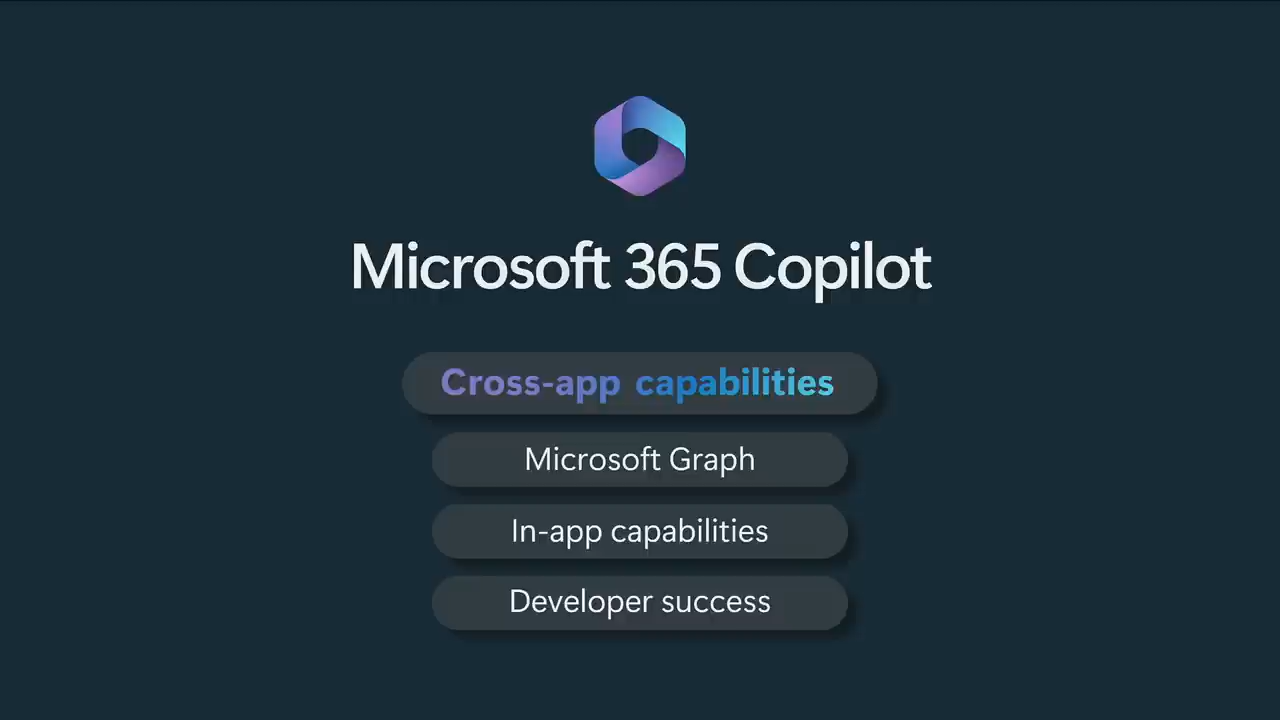 Microsoft 365 Copilot
Cross-app capabilities
Microsoft Graph
In-app capabilities
Developer success